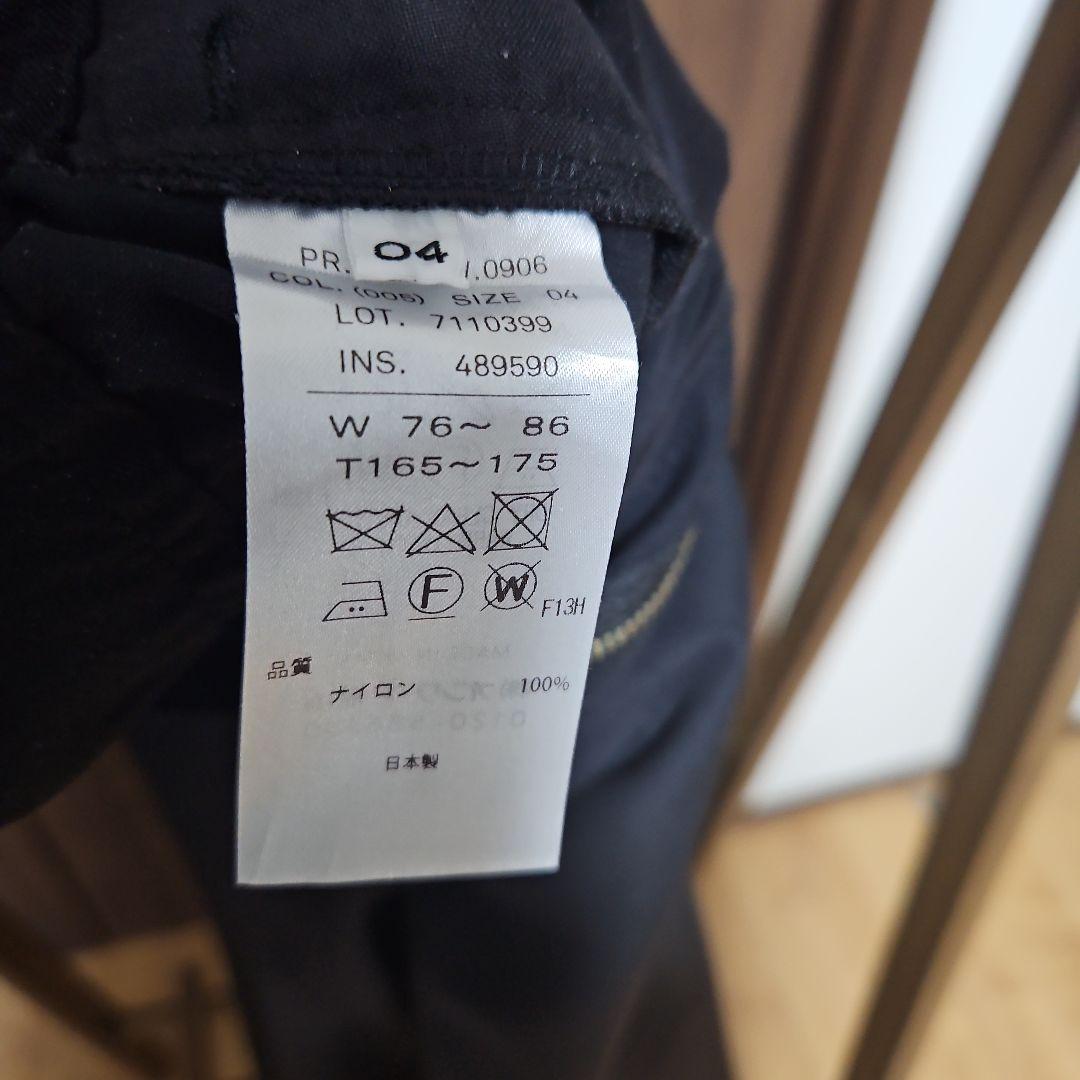 04
PR. /.0906
COL. (005) SIZE 04
LOT. 7110399
INS. 489590
W 76～ 86
T165～175
F
W
F13H
品質
ナイロン 100%
日本製